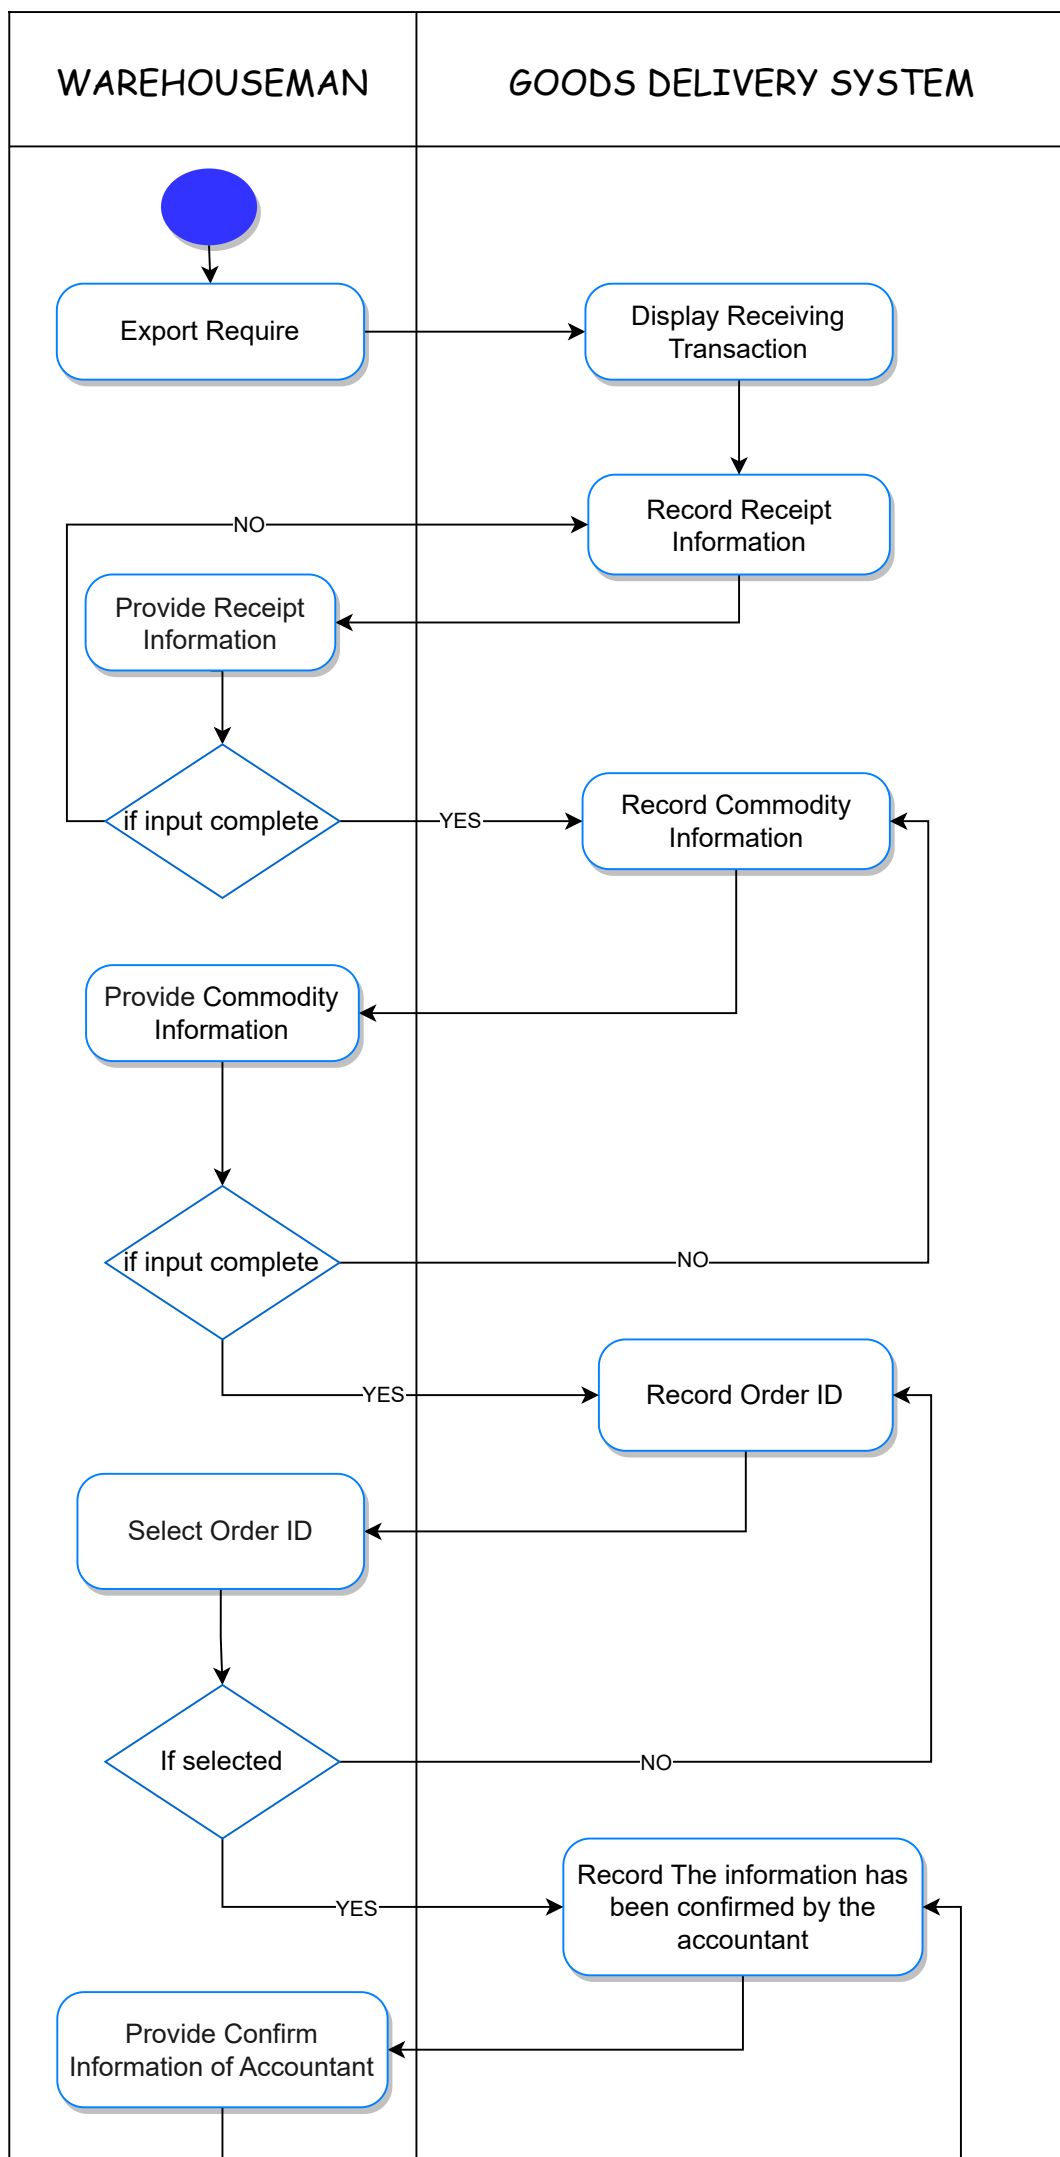 WAREHOUSEMAN
GOODS DELIVERY SYSTEM
Export Require
Display Receiving
Transaction
Record Receipt
Information
NO
Provide Receipt
Information
if input complete
YES
Record Commodity
Information
Provide Commodity
Information
if input complete
NO
YES
Record Order ID
Select Order ID
If selected
NO
YES
Record The information has
been confirmed by the
accountant
Provide Confirm
Information of Accountant